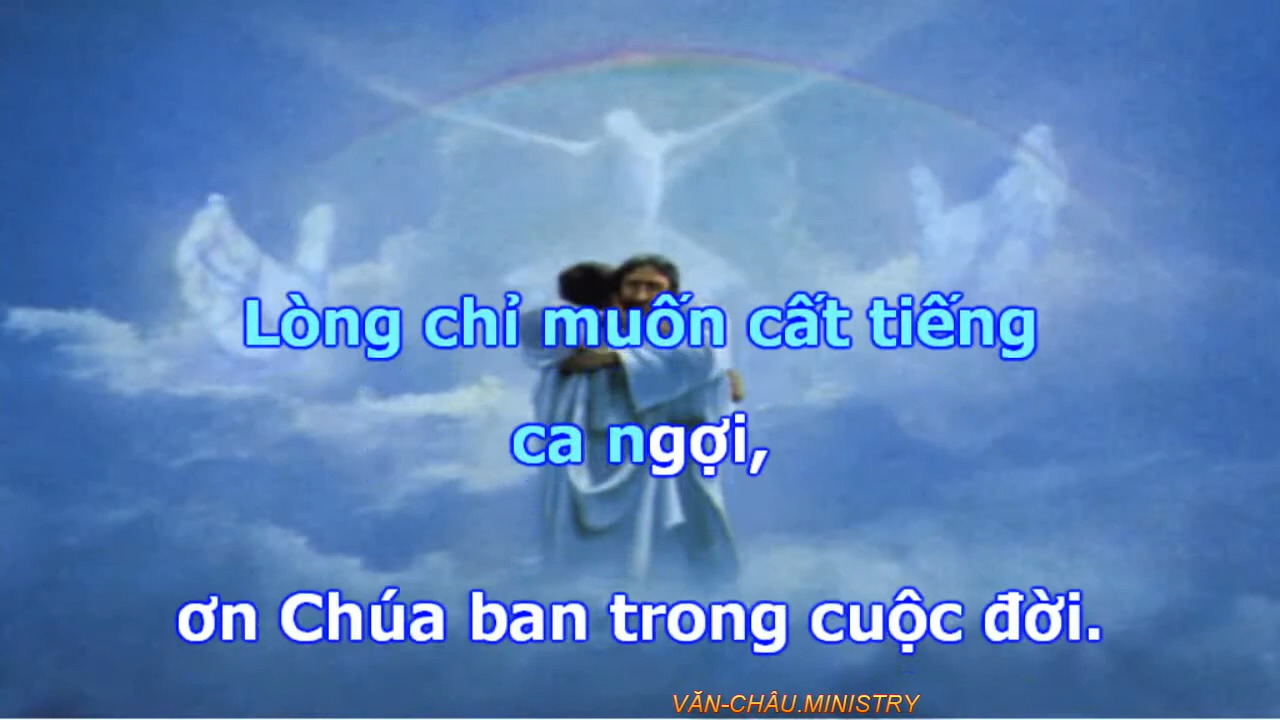 Lòng chỉ muốn cất tiếng
ca ngợi,
ơn Chúa ban trong cuộc đời.
VĂN-CHÂU.MINISTRY